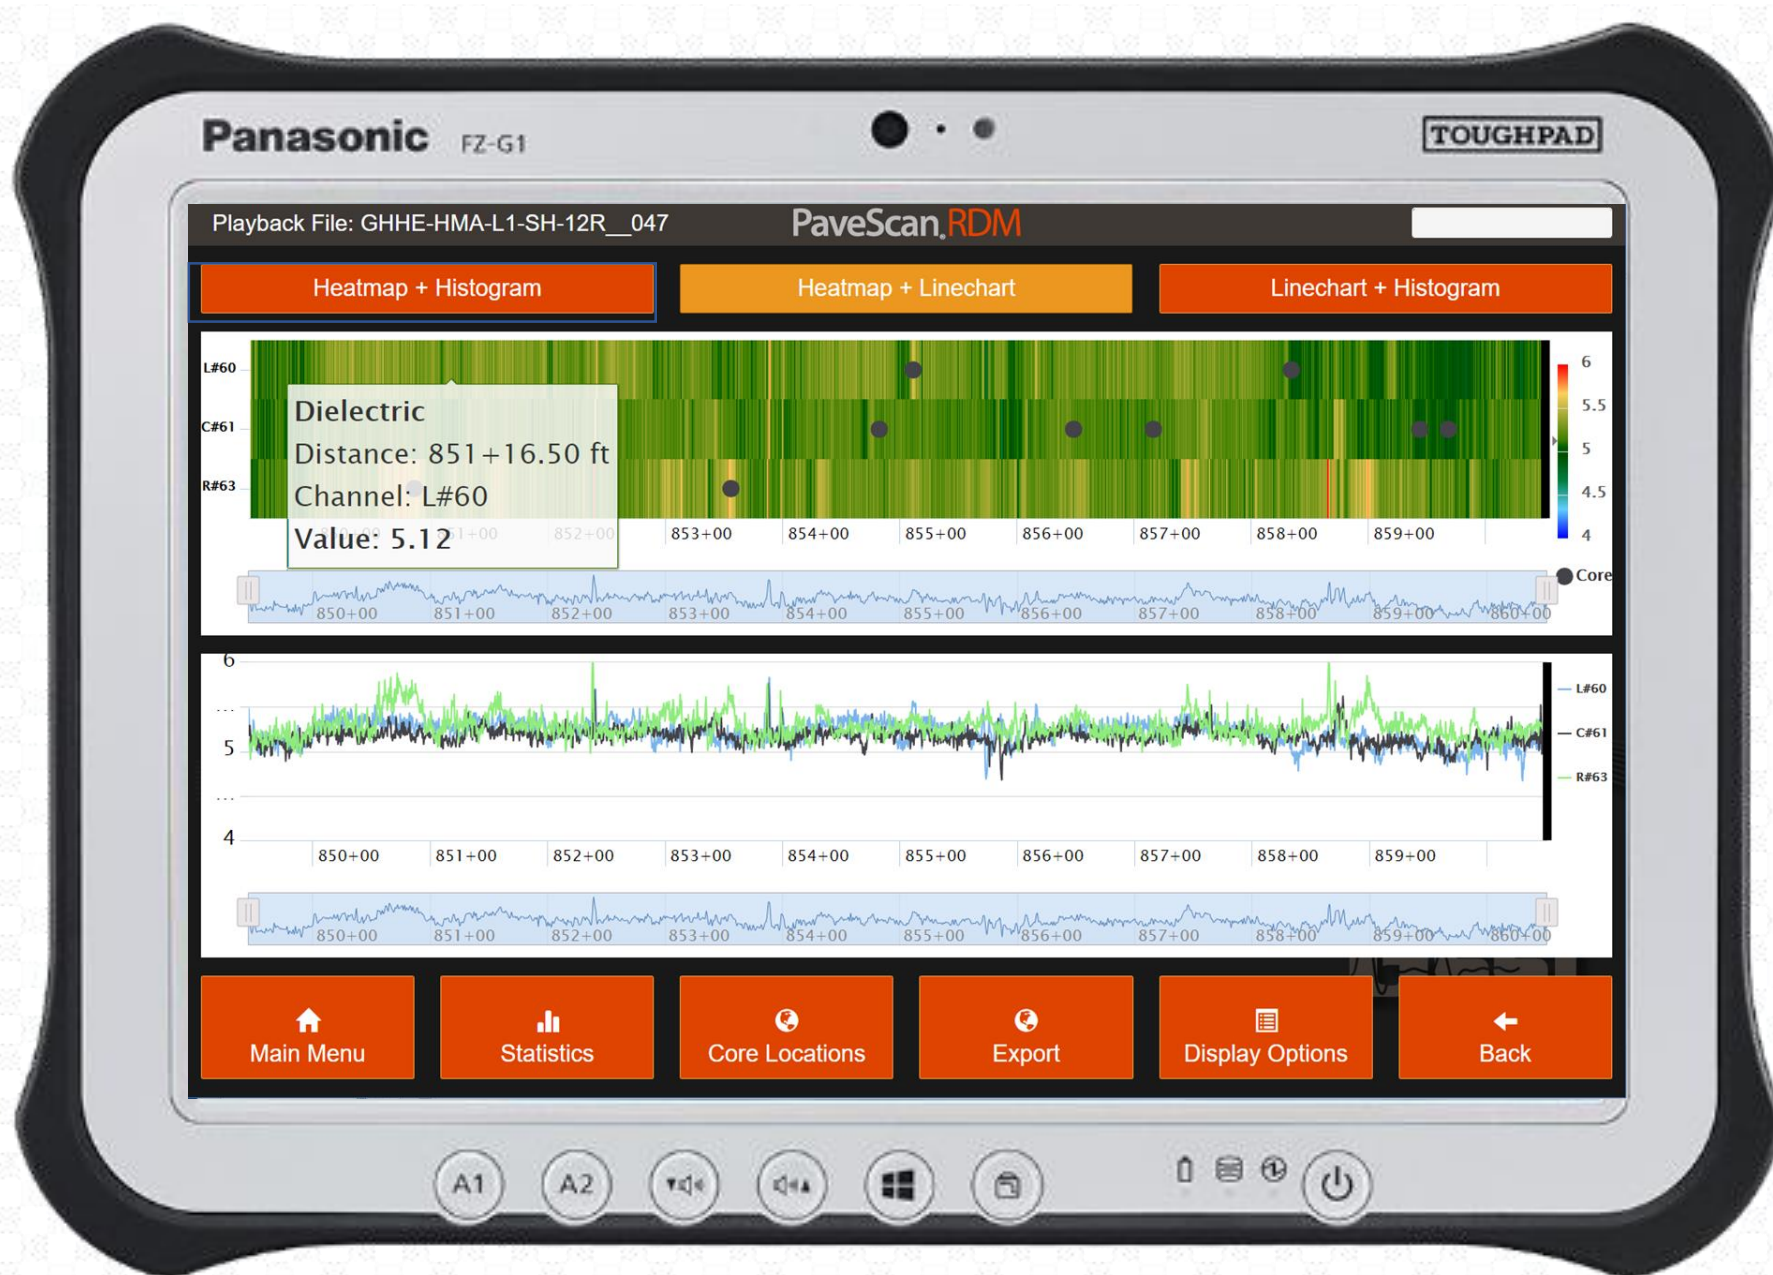 Panasonic FZ-G1
TOUGHPAD
Playback File: GHHE-HMA-L1-SH-12R__047
PaveScan RDM
Heatmap + Histogram
Heatmap + Linechart
Linechart + Histogram
L#60
C#61
R#63
Dielectric
Distance: 851+16.50 ft
Channel: L#60
Value: 5.12
850+00 851+00 852+00 853+00 854+00 855+00 856+00 857+00 858+00 859+00
6
5.5
5
4.5
4
Core
850+00 851+00 852+00 853+00 854+00 855+00 856+00 857+00 858+00 859+00 860+00
6
...
5
...
4
L#60
C#61
R#63
850+00 851+00 852+00 853+00 854+00 855+00 856+00 857+00 858+00 859+00
850+00 851+00 852+00 853+00 854+00 855+00 856+00 857+00 858+00 859+00 860+00
Main Menu
Statistics
Core Locations
Export
Display Options
Back
A1 A2